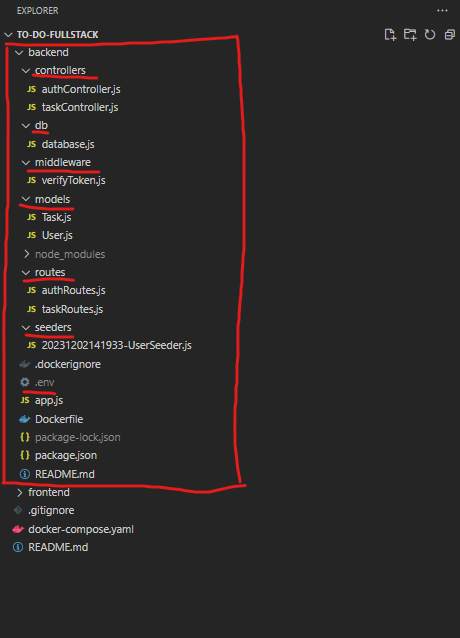 EXPLORER
TO-DO-FULLSTACK
backend
controllers
JS authController.js
JS taskController.js
db
JS database.js
middleware
JS verifyToken.js
models
JS Task.js
JS User.js
node_modules
routes
JS authRoutes.js
JS taskRoutes.js
seeders
JS 20231202141933-UserSeeder.js
.dockerignore
.env
JS app.js
Dockerfile
{} package-lock.json
{} package.json
README.md
frontend
.gitignore
docker-compose.yaml
README.md